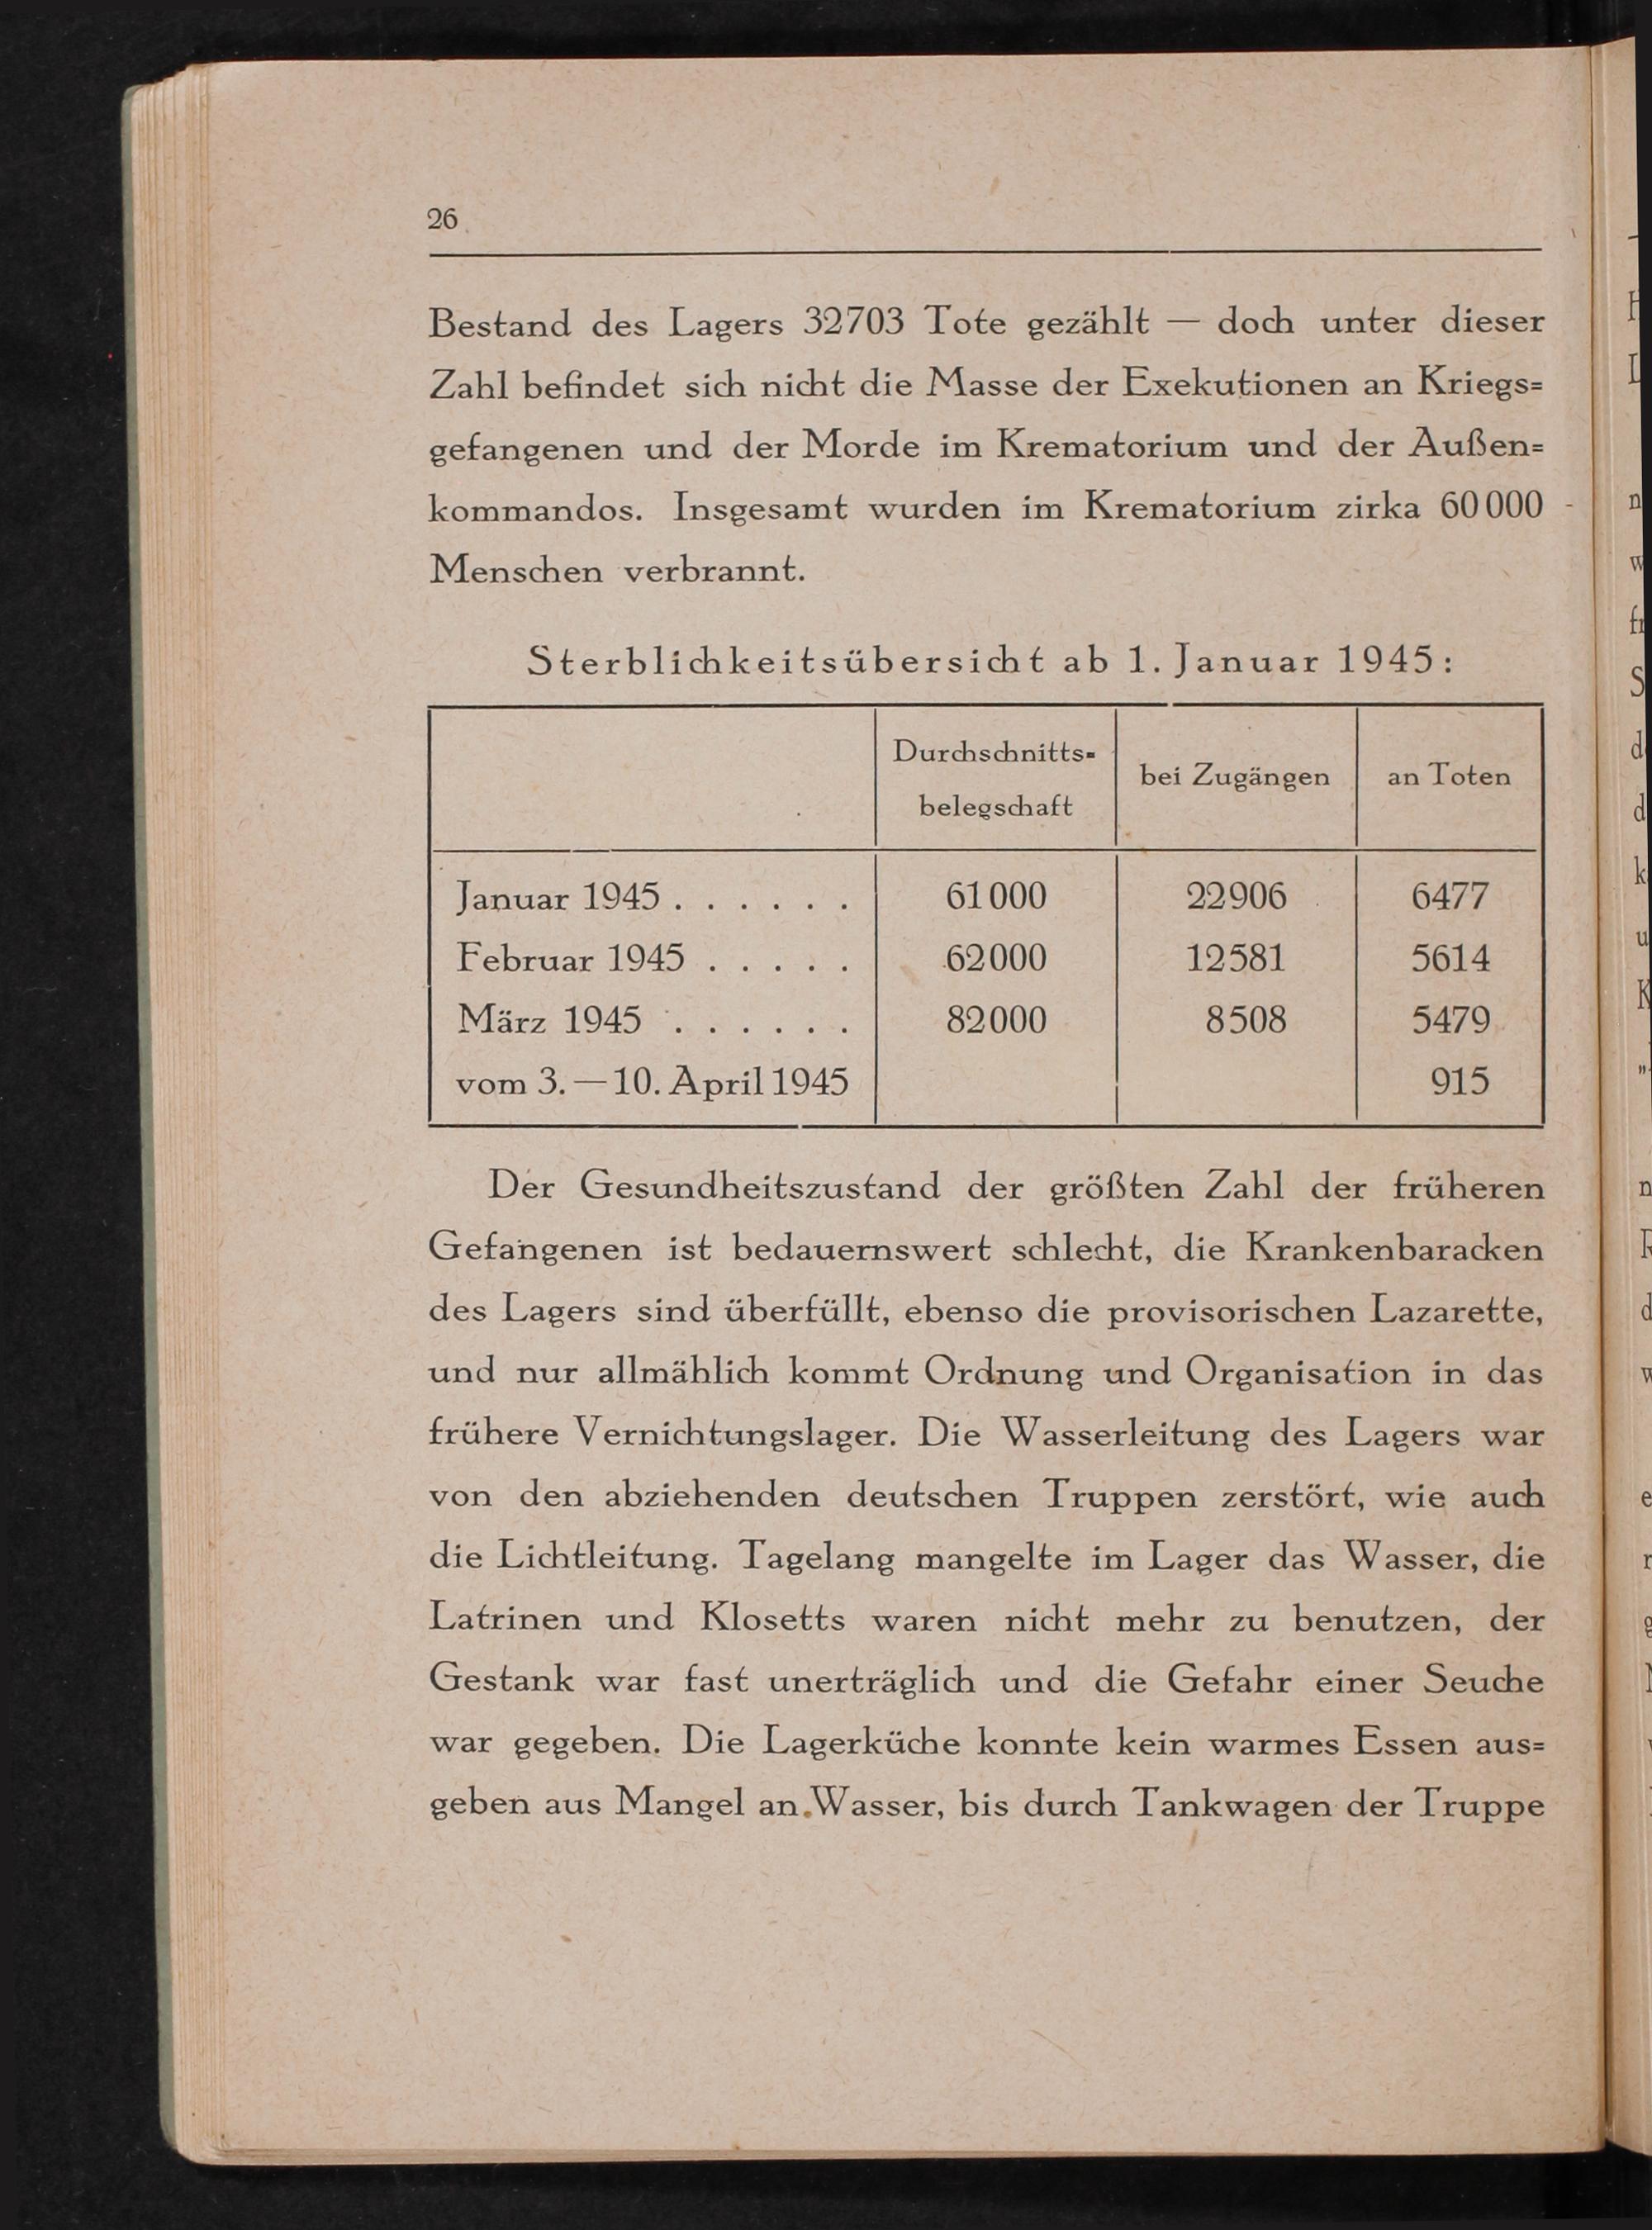 26
Bestand des Lagers 32703 Tote gezählt — doch unter dieser
Zahl befindet sich nicht die Masse der Exekutionen an Kriegs=
gefangenen und der Morde im Krematorium und der Außen=
kommandos. Insgesamt wurden im Krematorium zirka 60000
Menschen verbrannt.
Sterblichkeitsübersicht ab 1. Januar 1945:
Durchschnitts=
belegschaft bei Zugängen an Toten
Januar 1945 . . . . . . 61000 22906 6477
Februar 1945 . . . . . 62000 12581 5614
März 1945 . . . . . . 82000 8508 5479
vom 3.—10. April 1945 915
Der Gesundheitszustand der größten Zahl der früheren
Gefangenen ist bedauernswert schlecht, die Krankenbaracken
des Lagers sind überfüllt, ebenso die provisorischen Lazarette,
und nur allmählich kommt Ordnung und Organisation in das
frühere Vernichtungslager. Die Wasserleitung des Lagers war
von den abziehenden deutschen Truppen zerstört, wie auch
die Lichtleitung. Tagelang mangelte im Lager das Wasser, die
Latrinen und Klosetts waren nicht mehr zu benutzen, der
Gestank war fast unerträglich und die Gefahr einer Seuche
war gegeben. Die Lagerküche konnte kein warmes Essen aus=
geben aus Mangel an Wasser, bis durch Tankwagen der Truppe